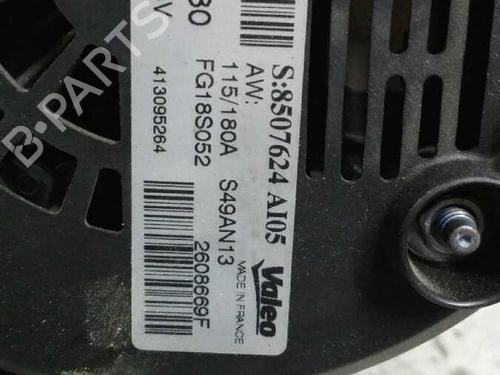 S:8507624 AI05
AW:
115/180A S49AN13
FG18S052
2608669F
413095264
30
V
Valeo
MADE IN FRANCE
B-PARTS